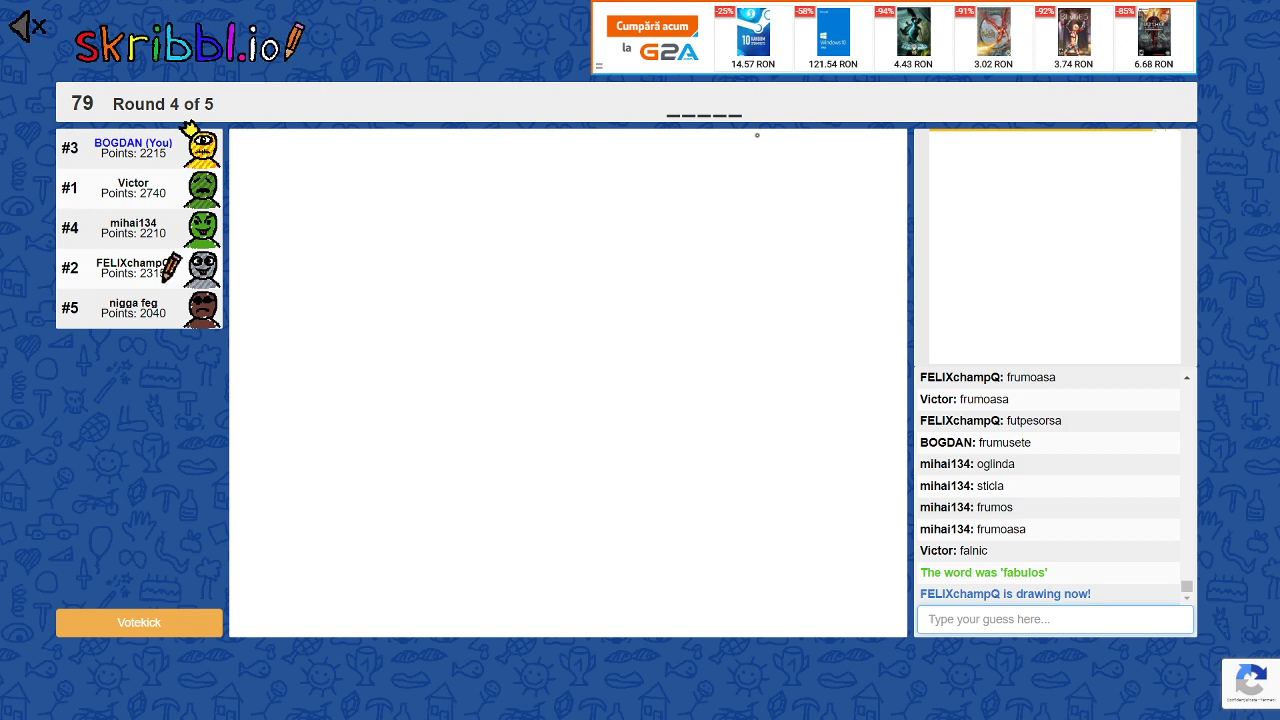 skribbl.io!
Cumpără acum
la G2A
-25%
14.57 RON
-58%
Windows 10
121.54 RON
-94%
4.43 RON
-91%
3.02 RON
-92%
3.74 RON
-85%
6.68 RON
79 Round 4 of 5
_ _ _ _ _
#3 BOGDAN (You)
Points: 2215
#1 Victor
Points: 2740
#4 mihai134
Points: 2210
#2 FELIXchampQ
Points: 2315
#5 nigga feg
Points: 2040
FELIXchampQ: frumoasa
Victor: frumoasa
FELIXchampQ: futpesorsa
BOGDAN: frumusete
mihai134: oglinda
mihai134: sticla
mihai134: frumos
mihai134: frumoasa
Victor: falnic
The word was 'fabulos'
FELIXchampQ is drawing now!
Type your guess here...
Votekick